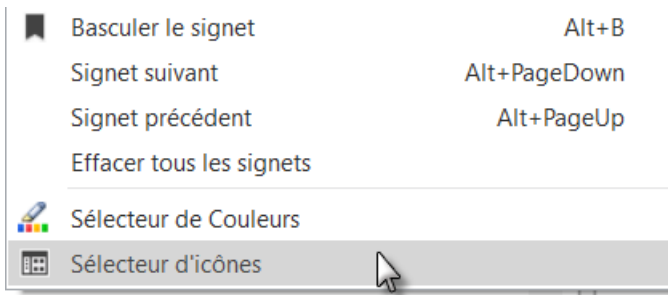 Basculer le signet Alt+B
Signet suivant Alt+PageDown
Signet précédent Alt+PageUp
Effacer tous les signets
Sélecteur de Couleurs
Sélecteur d'icônes